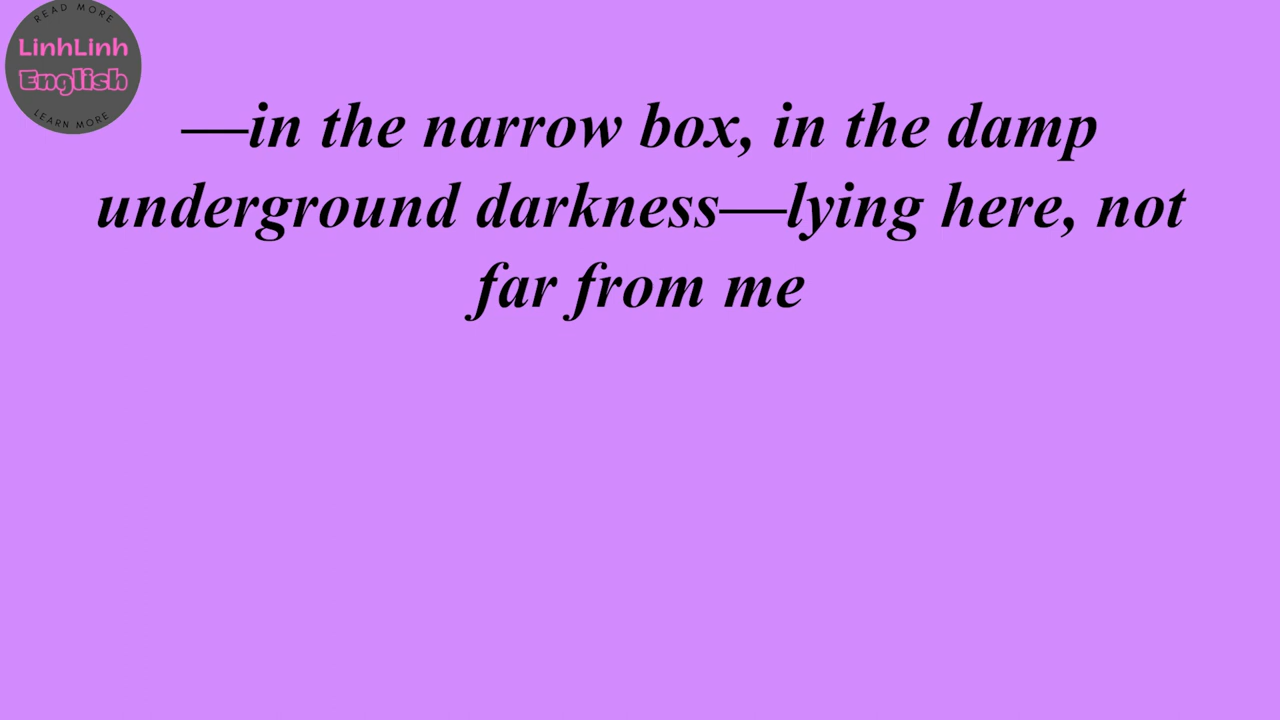 READ MORE
LinhLinh
English
LEARN MORE
—in the narrow box, in the damp
underground darkness—lying here, not
far from me